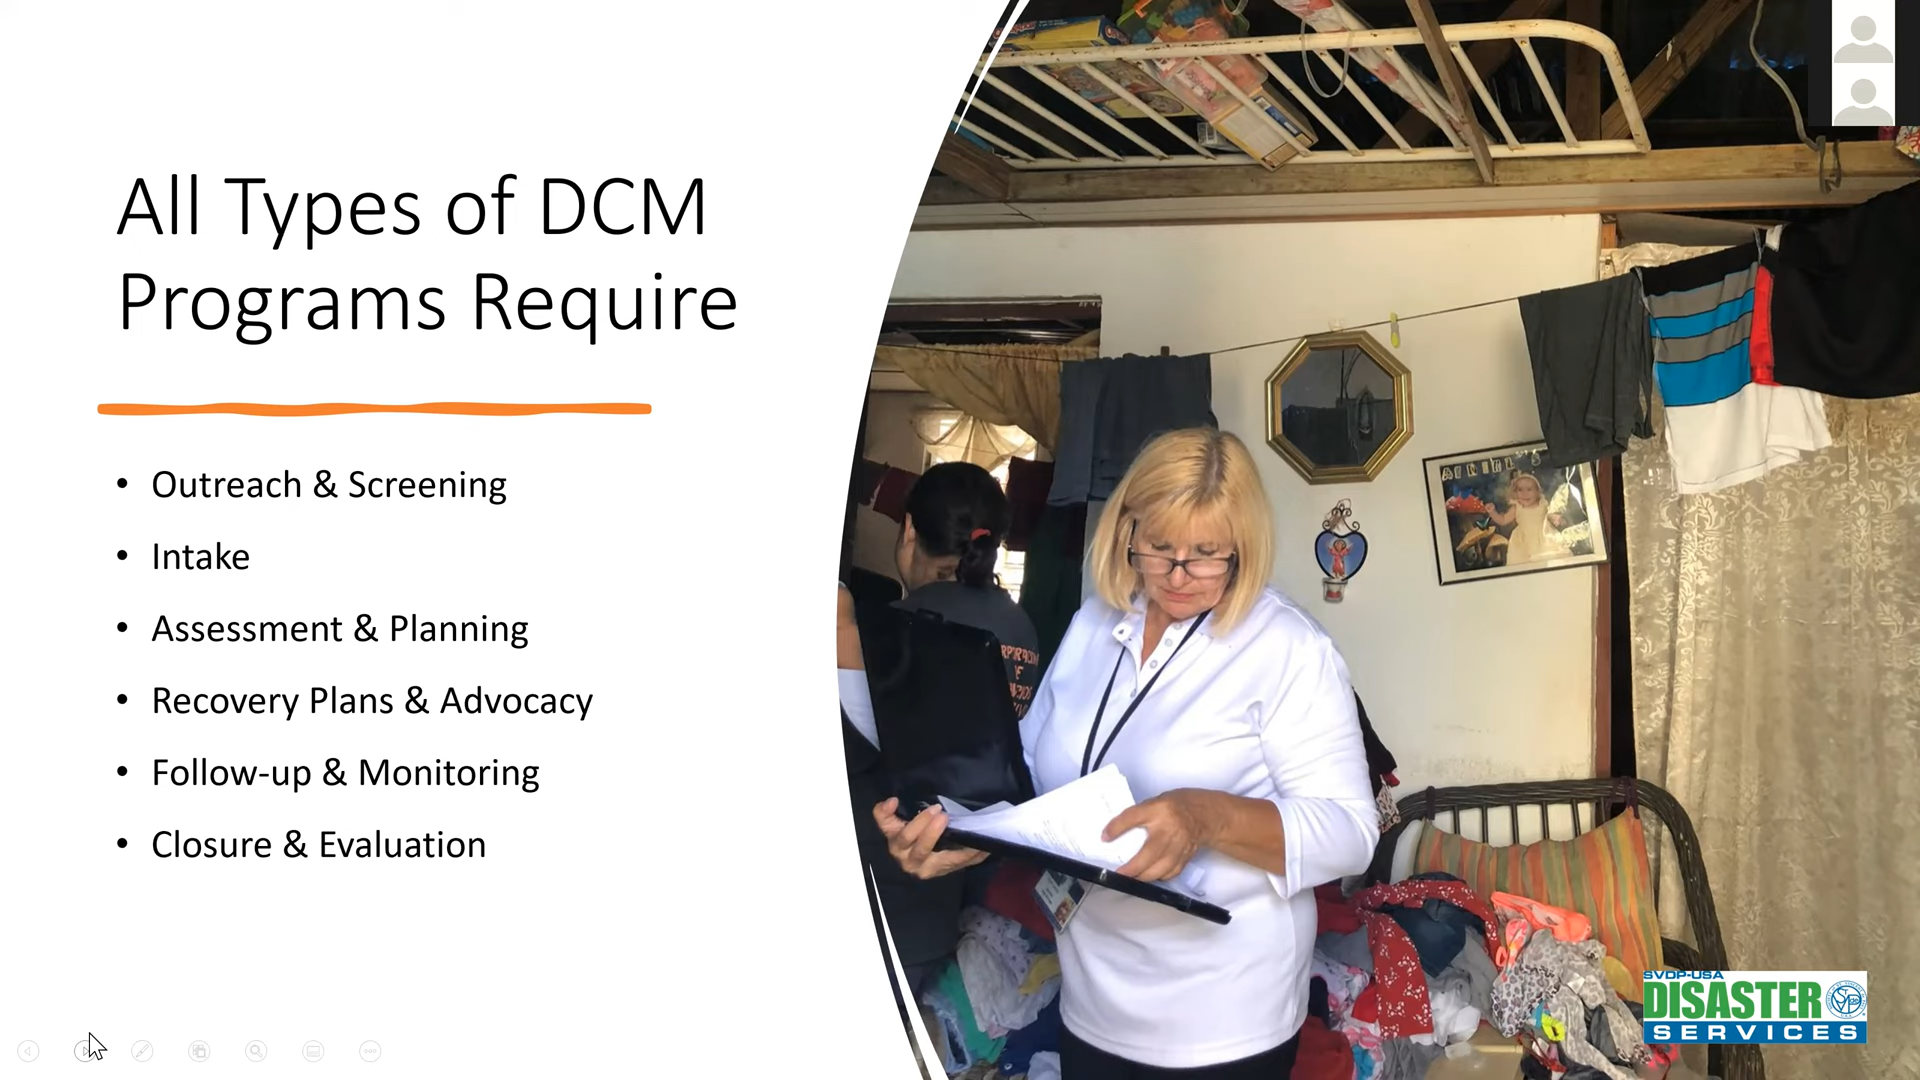 All Types of DCM
Programs Require
• Outreach & Screening
• Intake
• Assessment & Planning
• Recovery Plans & Advocacy
• Follow-up & Monitoring
• Closure & Evaluation
SVDP-USA
DISASTER
SERVICES